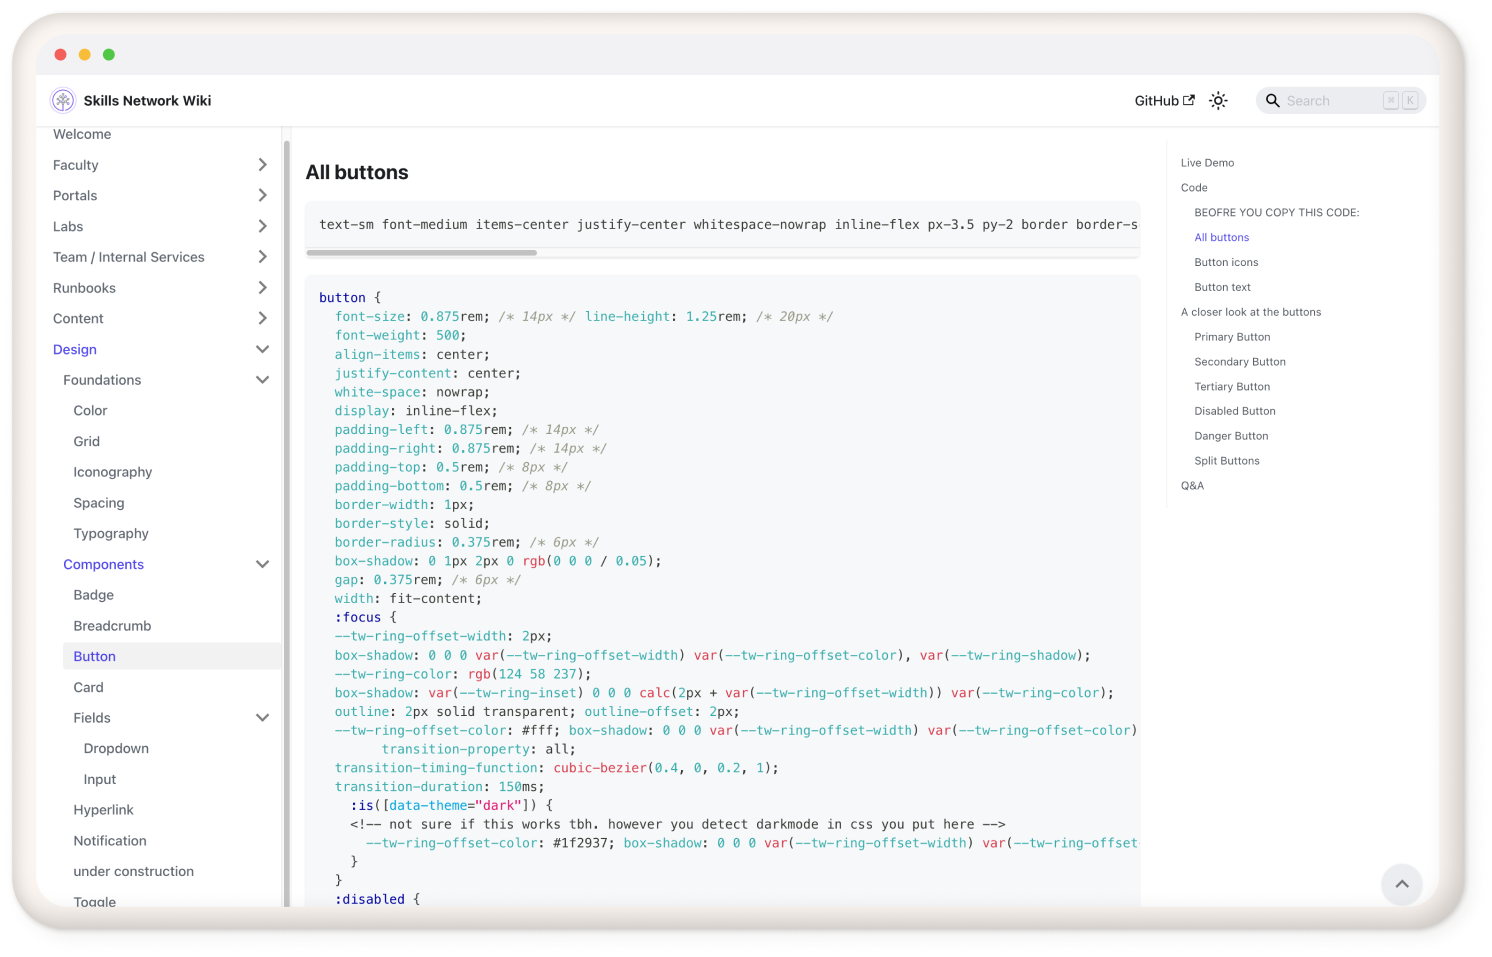 Skills Network Wiki
GitHub
Search
⌘ K
Welcome
Faculty
Portals
Labs
Team / Internal Services
Runbooks
Content
Design
Foundations
Color
Grid
Iconography
Spacing
Typography
Components
Badge
Breadcrumb
Button
Card
Fields
Dropdown
Input
Hyperlink
Notification
under construction
Toggle
All buttons
text-sm font-medium items-center justify-center whitespace-nowrap inline-flex px-3.5 py-2 border border-s
button {
font-size: 0.875rem; /* 14px */ line-height: 1.25rem; /* 20px */
font-weight: 500;
align-items: center;
justify-content: center;
white-space: nowrap;
display: inline-flex;
padding-left: 0.875rem; /* 14px */
padding-right: 0.875rem; /* 14px */
padding-top: 0.5rem; /* 8px */
padding-bottom: 0.5rem; /* 8px */
border-width: 1px;
border-style: solid;
border-radius: 0.375rem; /* 6px */
box-shadow: 0 1px 2px 0 rgb(0 0 0 / 0.05);
gap: 0.375rem; /* 6px */
width: fit-content;
:focus {
--tw-ring-offset-width: 2px;
box-shadow: 0 0 0 var(--tw-ring-offset-width) var(--tw-ring-offset-color), var(--tw-ring-shadow);
--tw-ring-color: rgb(124 58 237);
box-shadow: var(--tw-ring-inset) 0 0 0 calc(2px + var(--tw-ring-offset-width)) var(--tw-ring-color);
outline: 2px solid transparent; outline-offset: 2px;
--tw-ring-offset-color: #fff; box-shadow: 0 0 0 var(--tw-ring-offset-width) var(--tw-ring-offset-color)
transition-property: all;
transition-timing-function: cubic-bezier(0.4, 0, 0.2, 1);
transition-duration: 150ms;
:is([data-theme="dark"]) {
<!-- not sure if this works tbh. however you detect darkmode in css you put here -->
--tw-ring-offset-color: #1f2937; box-shadow: 0 0 0 var(--tw-ring-offset-width) var(--tw-ring-offset
}
}
:disabled {
Live Demo
Code
BEOFRE YOU COPY THIS CODE:
All buttons
Button icons
Button text
A closer look at the buttons
Primary Button
Secondary Button
Tertiary Button
Disabled Button
Danger Button
Split Buttons
Q&A